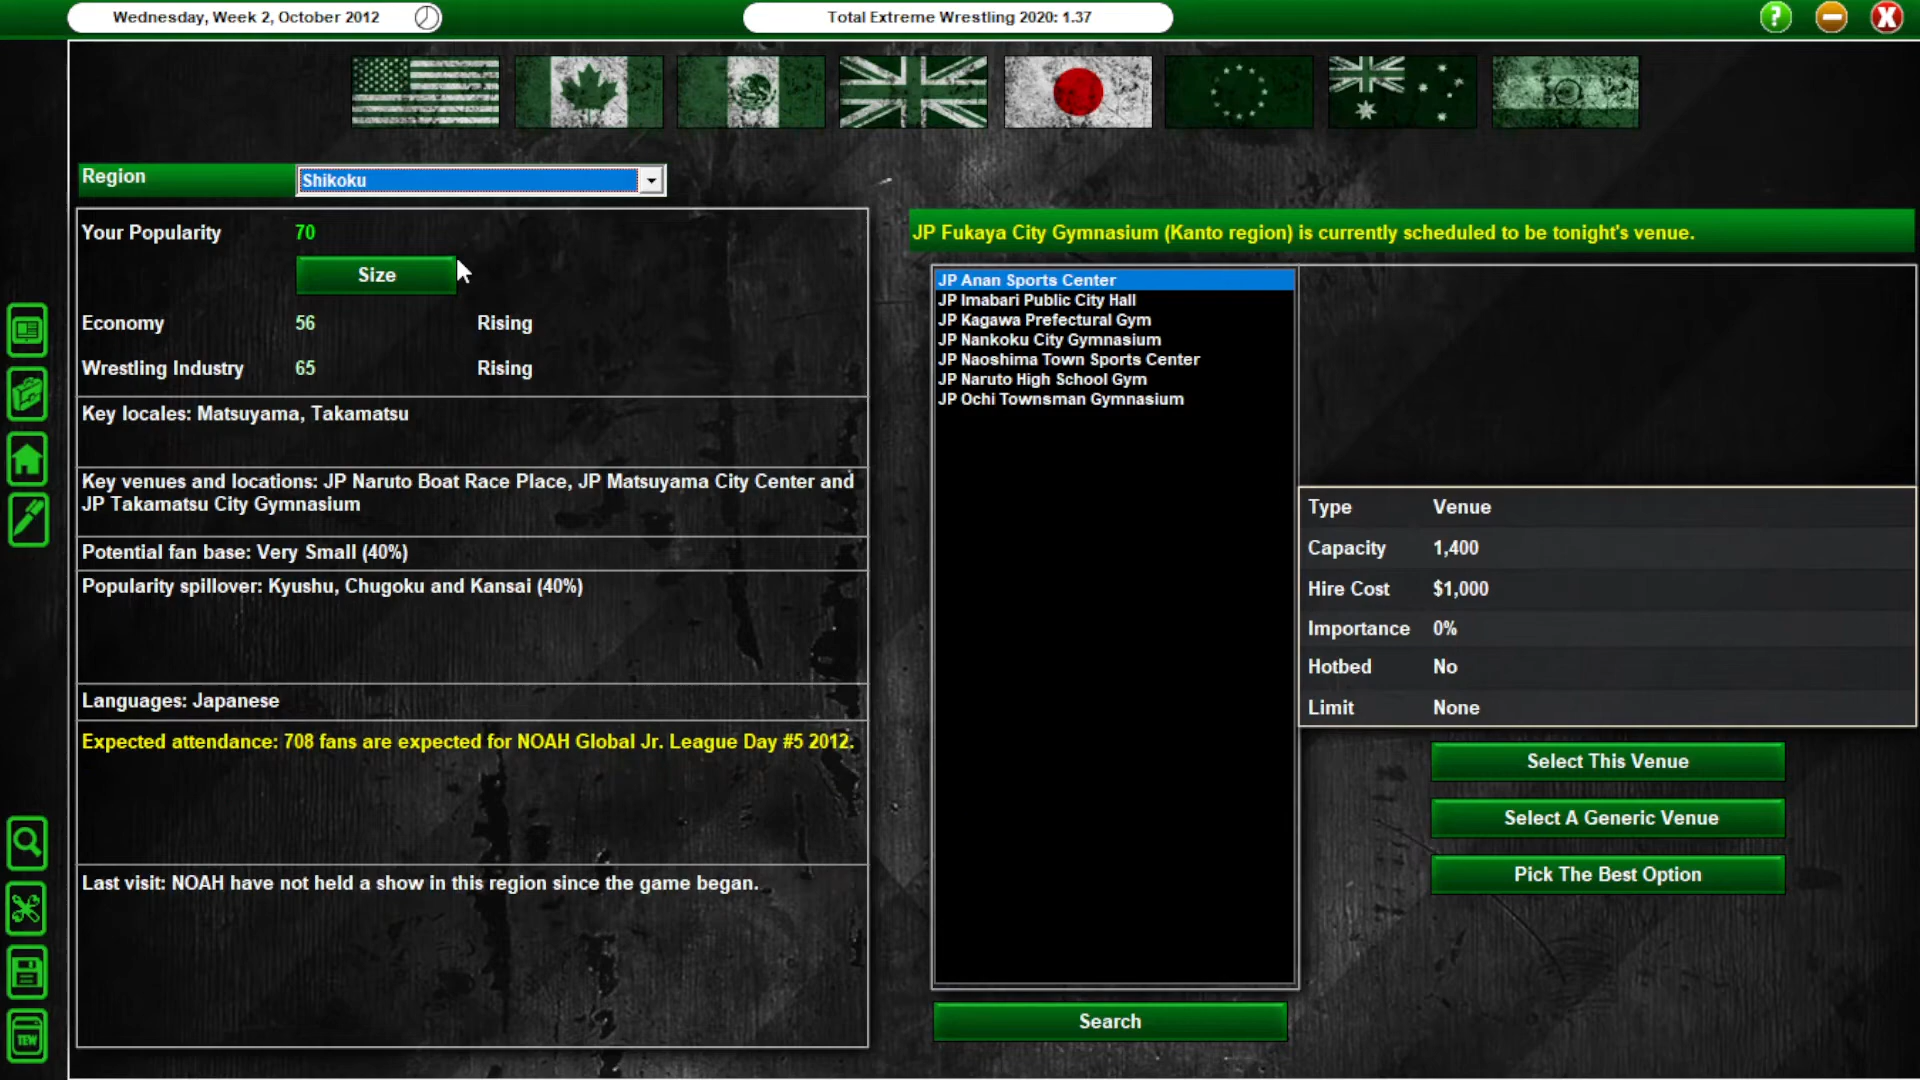 Wednesday, Week 2, October 2012
Total Extreme Wrestling 2020: 1.37
?
X
Region
Shikoku
Your Popularity 70
Size
Economy 56 Rising
Wrestling Industry 65 Rising
Key locales: Matsuyama, Takamatsu
Key venues and locations: JP Naruto Boat Race Place, JP Matsuyama City Center and
JP Takamatsu City Gymnasium
Potential fan base: Very Small (40%)
Popularity spillover: Kyushu, Chugoku and Kansai (40%)
Languages: Japanese
Expected attendance: 708 fans are expected for NOAH Global Jr. League Day #5 2012.
Last visit: NOAH have not held a show in this region since the game began.
JP Fukaya City Gymnasium (Kanto region) is currently scheduled to be tonight's venue.
JP Anan Sports Center
JP Imabari Public City Hall
JP Kagawa Prefectural Gym
JP Nankoku City Gymnasium
JP Naoshima Town Sports Center
JP Naruto High School Gym
JP Ochi Townsman Gymnasium
Search
Type Venue
Capacity 1,400
Hire Cost $1,000
Importance 0%
Hotbed No
Limit None
Select This Venue
Select A Generic Venue
Pick The Best Option
TEW